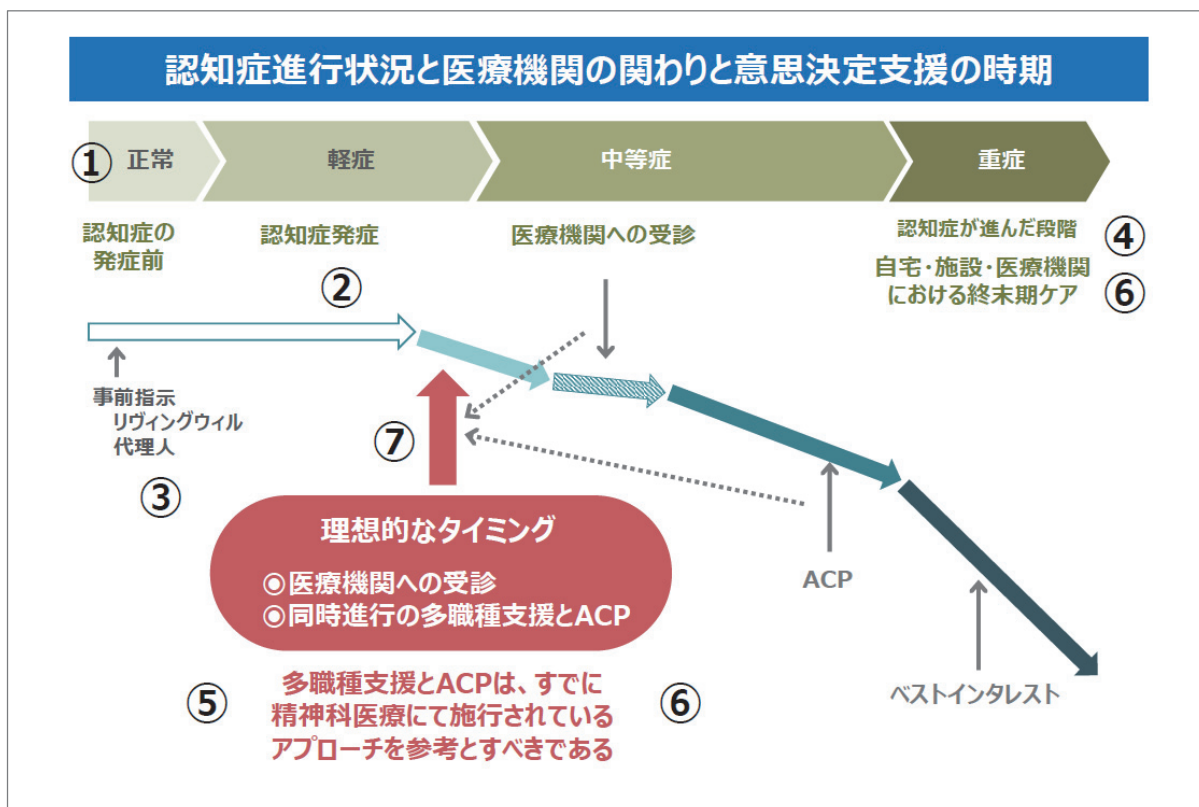 認知症進行状況と医療機関の関わりと意思決定支援の時期
① 正常
軽症
中等症
重症
認知症の
発症前
認知症発症
医療機関への受診
認知症が進んだ段階
④
自宅・施設・医療機関
における終末期ケア
⑥
②
事前指示
リヴィングウィル
代理人
③
⑦
理想的なタイミング
◎医療機関への受診
◎同時進行の多職種支援とACP
ACP
ベストインタレスト
⑤
多職種支援とACPは、すでに
精神科医療にて施行されている
アプローチを参考とすべきである
⑥